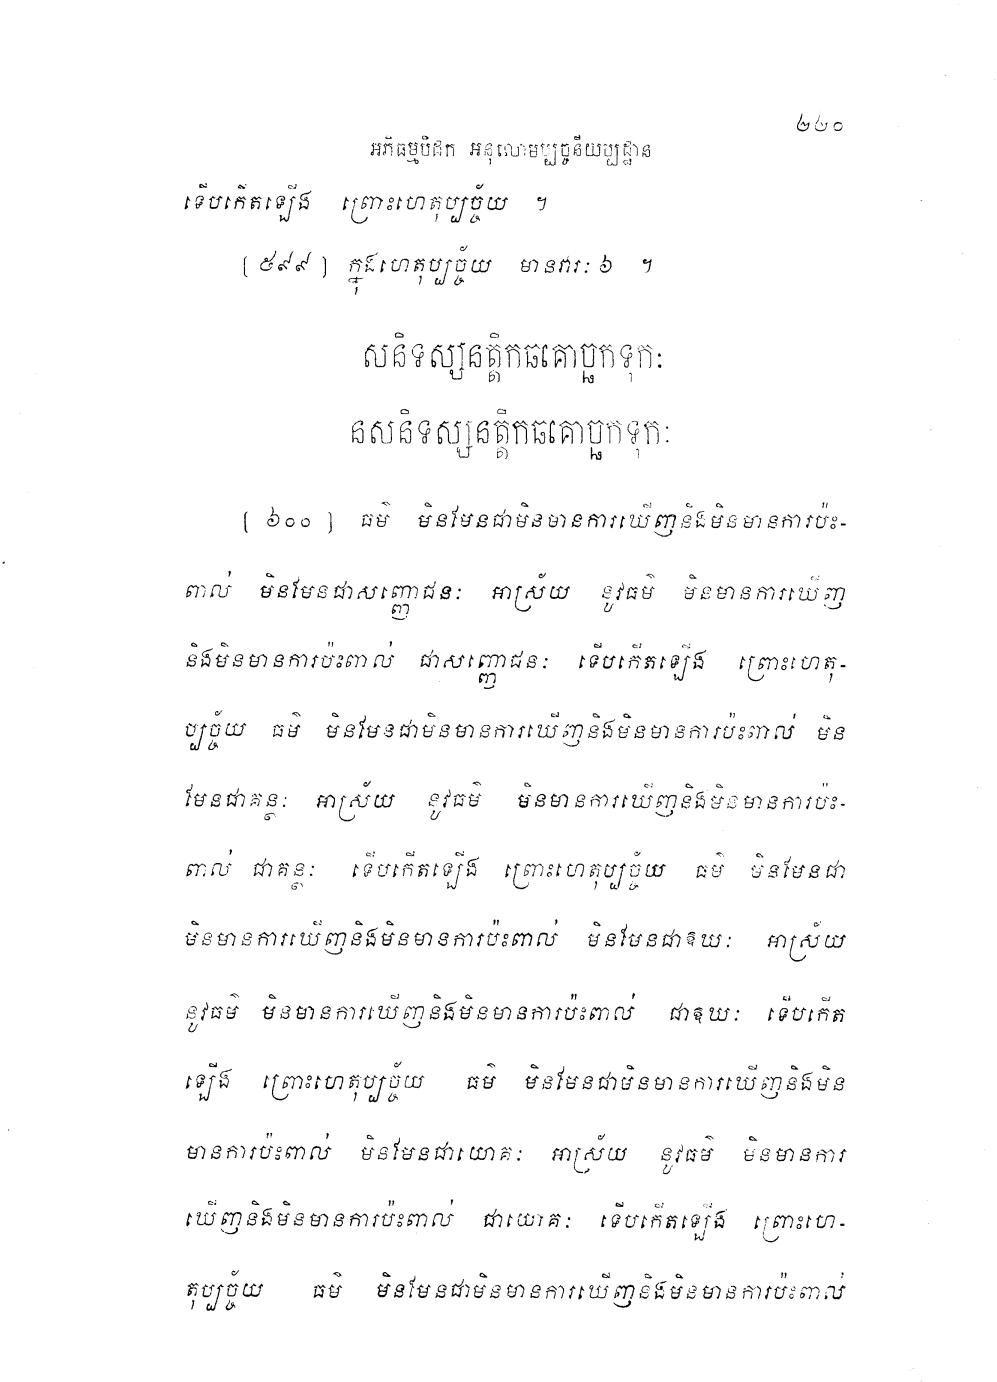 ២២០
អភិធម្មបិដក អនុលោមប្បច្ចនីយប្បដ្ឋាន
ទើបកើតឡើង ព្រោះហេតុប្បច្ច័យ ។
[ ៥៩៩ ] ក្នុងហេតុប្បច្ច័យ មានវារៈ ៦ ។
សនិទស្សនត្តិកធគោច្ឆកទុកៈ
នសនិទស្សនត្តិកធគោច្ឆកទុកៈ
[ ៦០០ ] ធម៌ មិនមែនជាមិនមានការឃើញនិងមិនមានការប៉ះ-
ពាល់ មិនមែនជាសញ្ញោជនៈ អាស្រ័យ នូវធម៌ មិនមានការឃើញ
និងមិនមានការប៉ះពាល់ ជាសញ្ញោជនៈ ទើបកើតឡើង ព្រោះហេតុ-
ប្បច្ច័យ ធម៌ មិនមែនជាមិនមានការឃើញនិងមិនមានការប៉ះពាល់ មិន
មែនជាគន្ថៈ អាស្រ័យ នូវធម៌ មិនមានការឃើញនិងមិនមានការប៉ះ-
ពាល់ ជាគន្ថៈ ទើបកើតឡើង ព្រោះហេតុប្បច្ច័យ ធម៌ មិនមែនជា
មិនមានការឃើញនិងមិនមានការប៉ះពាល់ មិនមែនជាឱឃៈ អាស្រ័យ
នូវធម៌ មិនមានការឃើញនិងមិនមានការប៉ះពាល់ ជាឱឃៈ ទើបកើត
ឡើង ព្រោះហេតុប្បច្ច័យ ធម៌ មិនមែនជាមិនមានការឃើញនិងមិន
មានការប៉ះពាល់ មិនមែនជាយោគៈ អាស្រ័យ នូវធម៌ មិនមានការ
ឃើញនិងមិនមានការប៉ះពាល់ ជាយោគៈ ទើបកើតឡើង ព្រោះហេ-
តុប្បច្ច័យ ធម៌ មិនមែនជាមិនមានការឃើញនិងមិនមានការប៉ះពាល់